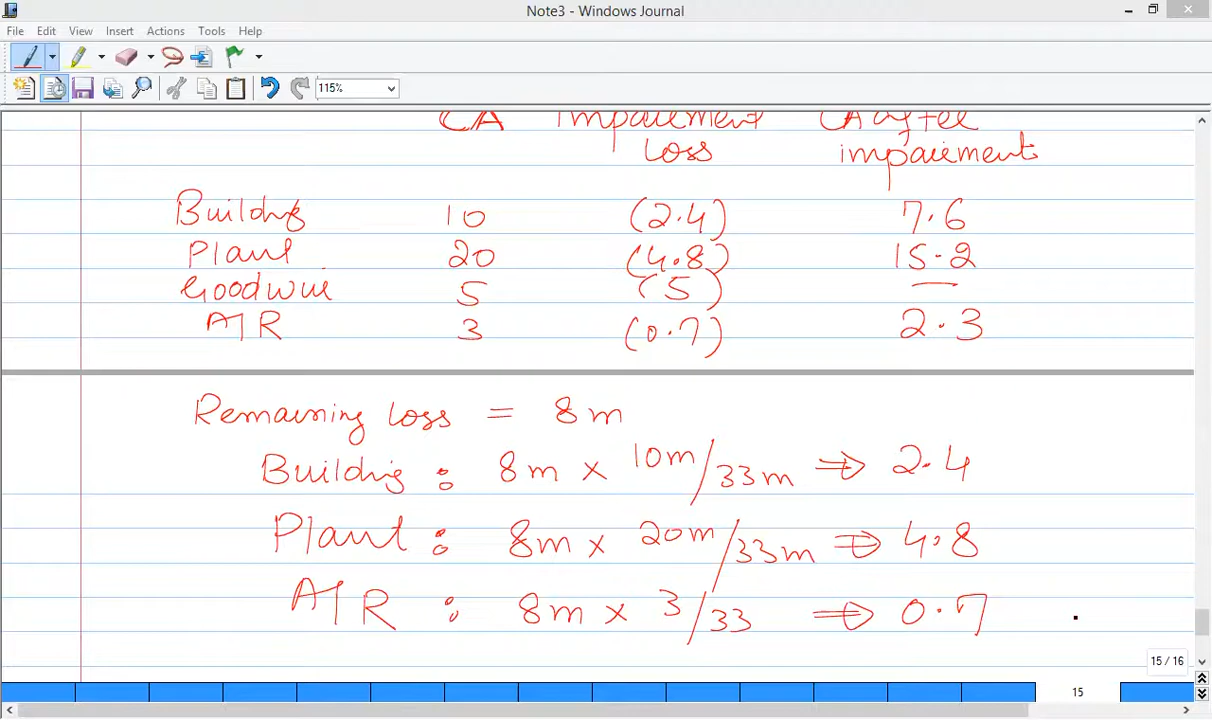 Note3 - Windows Journal
File Edit View Insert Actions Tools Help
115%
CA Impairment CA after
loss impairment
Building 10 (2.4) 7.6
Plant 20 (4.8) 15.2
Goodwill 5 (5) —
A/R 3 (0.7) 2.3
Remaining loss = 8m
Building : 8m x 10m/33m ⇒ 2.4
Plant : 8m x 20m/33m ⇒ 4.8
A/R : 8m x 3/33 ⇒ 0.7
15 / 16
15